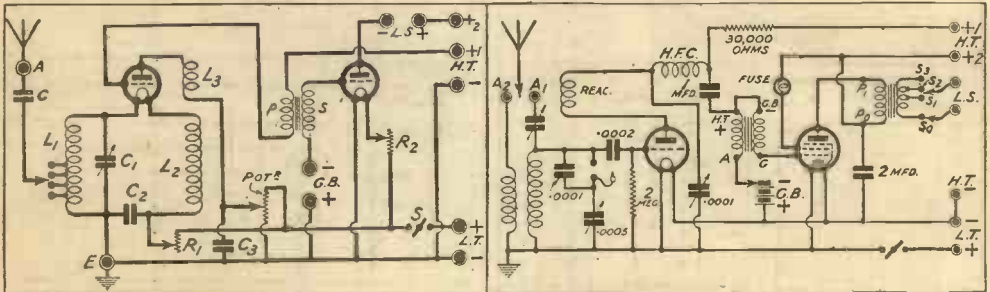 A
C
L1
C1
C2
L2
L3
R1
E
C3
POTR
P
S
G.B.
-
+
R2
- L.S. +
+2
+1
H.T.
-
S
+
L.T.
-
A2
A1
REAC.
H.F.C.
30,000
OHMS
MFD.
FUSE
.0002
.0001
.0005
2
MEG.
.0001
H.T.
+
G.B.
-
A
G
-
G.B.
+
P1
P0
S3
S2
S1
S0
2 MFD.
+1
H.T.
+2
L.S.
H.T.
-
-
L.T.
+